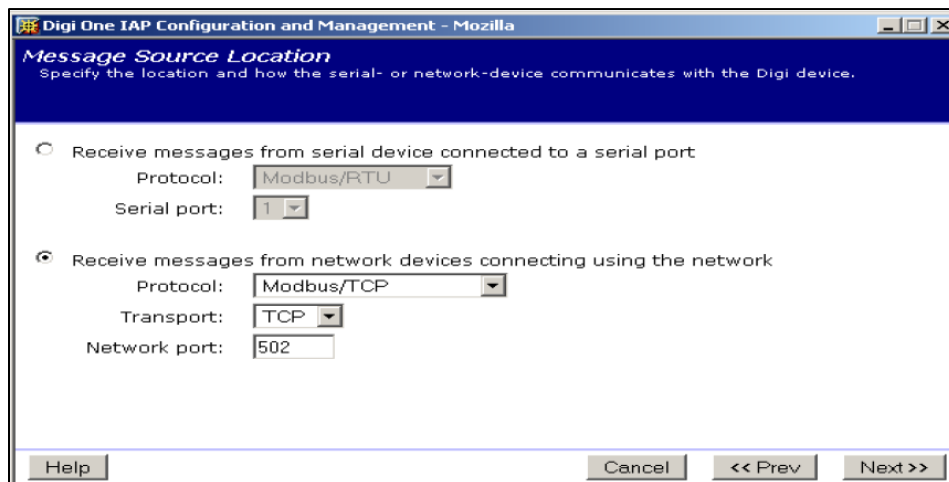 Digi One IAP Configuration and Management - Mozilla
Message Source Location
Specify the location and how the serial- or network-device communicates with the Digi device.
Receive messages from serial device connected to a serial port
Protocol: Modbus/RTU
Serial port: 1
Receive messages from network devices connecting using the network
Protocol: Modbus/TCP
Transport: TCP
Network port: 502
Help Cancel << Prev Next >>